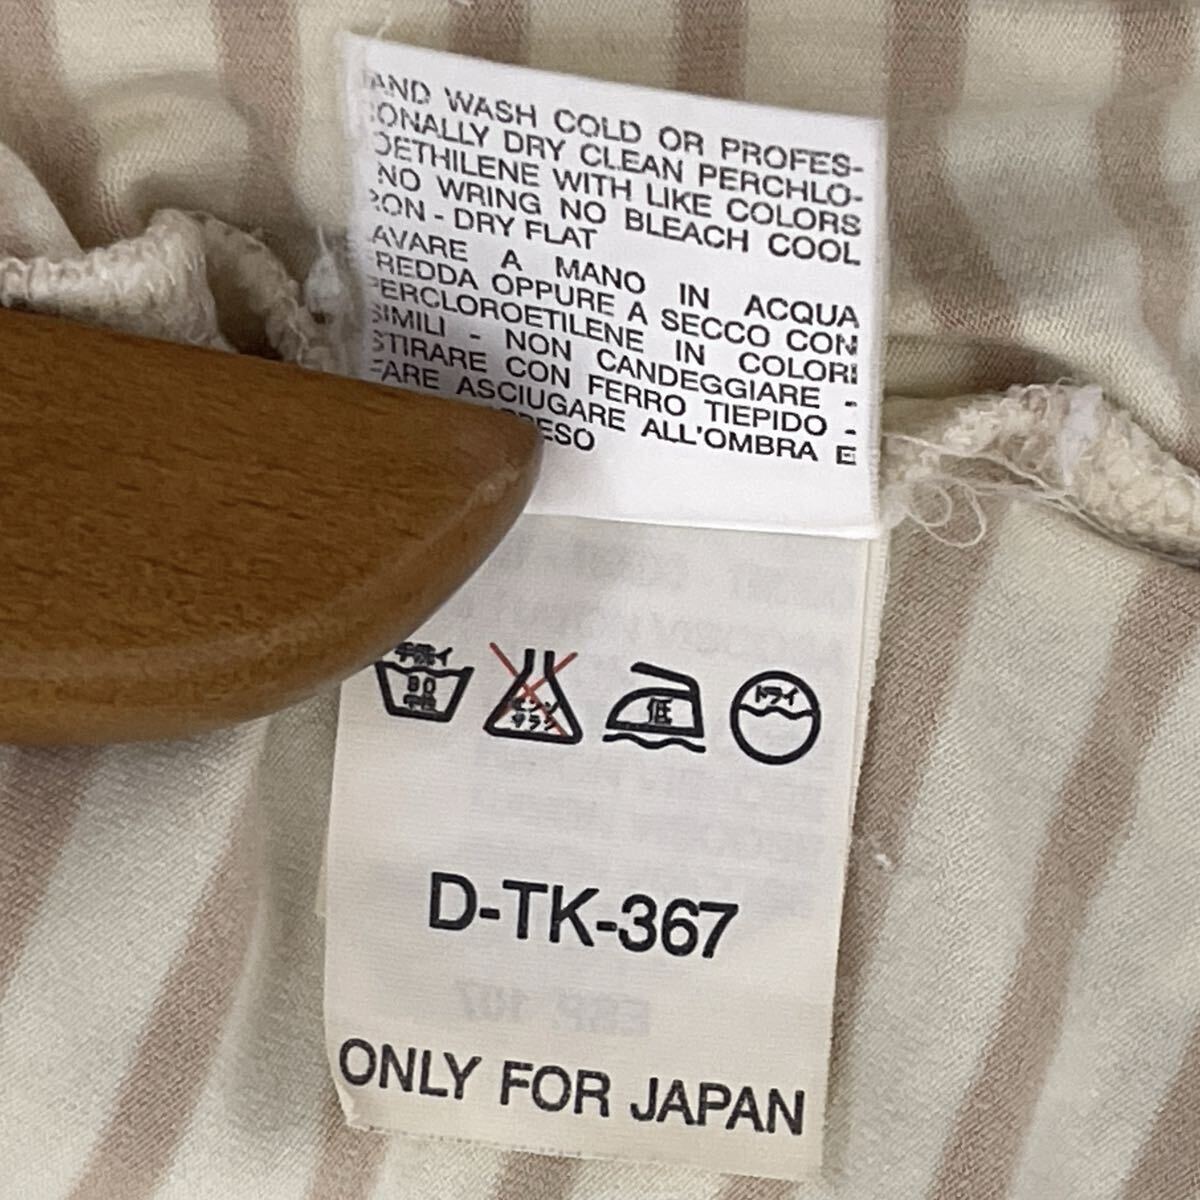 HAND WASH COLD OR PROFES-
IONALLY DRY CLEAN PERCHLO-
OETHILENE WITH LIKE COLORS
NO WRING NO BLEACH COOL
RON - DRY FLAT
AVARE A MANO IN ACQUA
REDDA OPPURE A SECCO CON
PERCLOROETILENE IN COLORI
SIMILI - NON CANDEGGIARE -
STIRARE CON FERRO TIEPIDO -
FARE ASCIUGARE ALL'OMBRA E
ESO
手洗イ
30
中性
エンソ
サラシ
低
ドライ
D-TK-367
ONLY FOR JAPAN